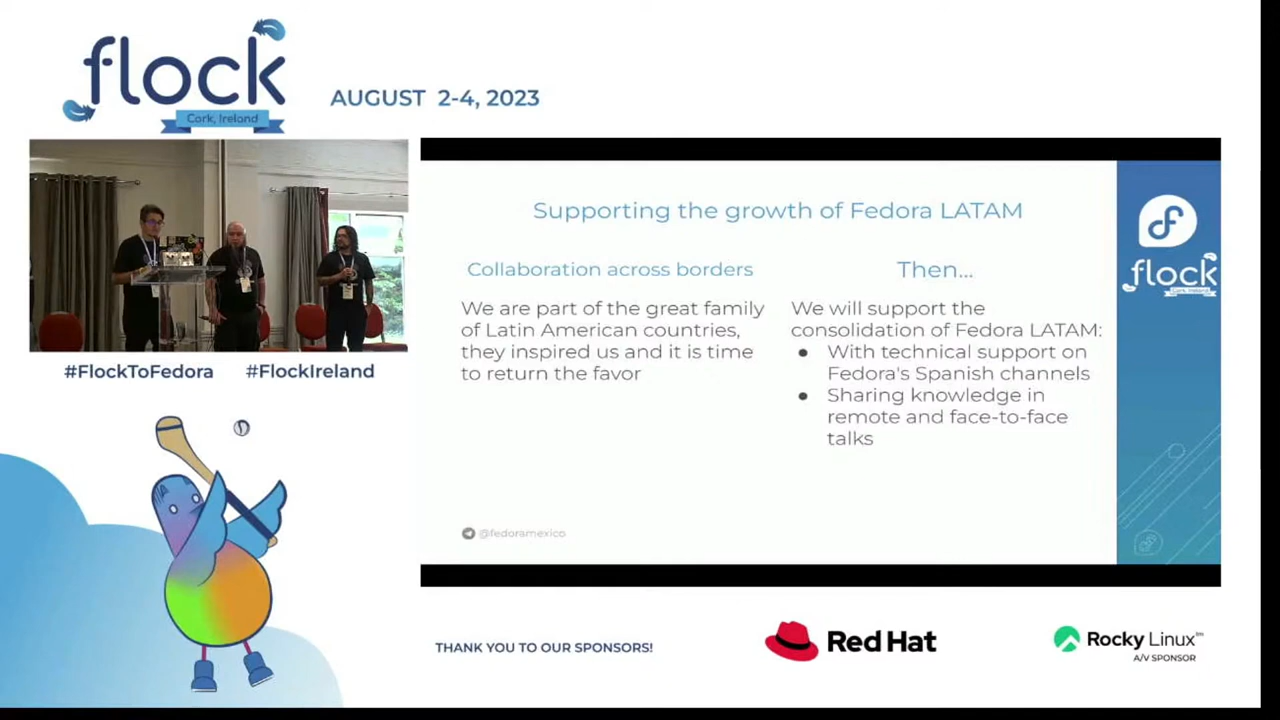 flock
Cork, Ireland
AUGUST 2-4, 2023
#FlockToFedora #FlockIreland
Supporting the growth of Fedora LATAM
Collaboration across borders
We are part of the great family
of Latin American countries,
they inspired us and it is time
to return the favor
Then...
We will support the
consolidation of Fedora LATAM:
● With technical support on
Fedora's Spanish channels
● Sharing knowledge in
remote and face-to-face
talks
@fedoramexico
flock
Cork, Ireland
THANK YOU TO OUR SPONSORS!
Red Hat
Rocky Linux™
A/V SPONSOR